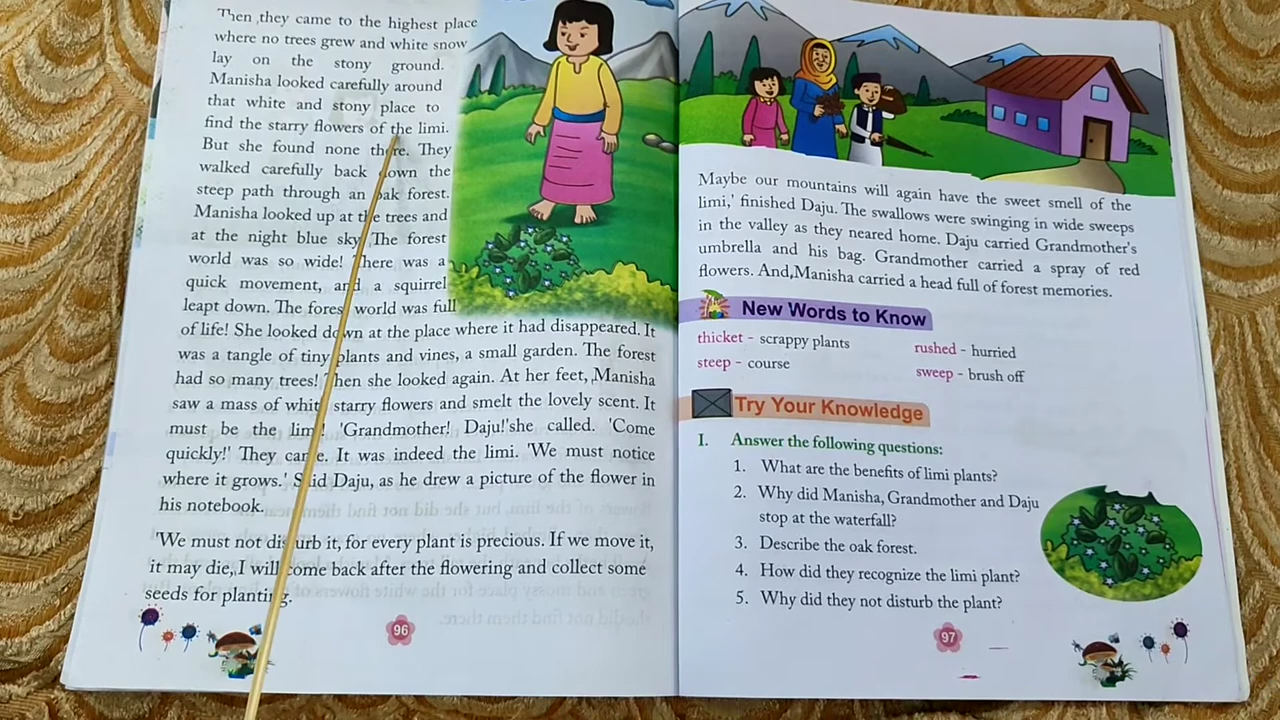 Then they came to the highest place
where no trees grew and white snow
lay on the stony ground.
Manisha looked carefully around
that white and stony place to
find the starry flowers of the limi.
But she found none there. They
walked carefully back down the
steep path through an oak forest.
Manisha looked up at the trees and
at the night blue sky. The forest
world was so wide! There was a
quick movement, and a squirrel
leapt down. The forest world was full
of life! She looked down at the place where it had disappeared. It
was a tangle of tiny plants and vines, a small garden. The forest
had so many trees! Then she looked again. At her feet, Manisha
saw a mass of white starry flowers and smelt the lovely scent. It
must be the limi! 'Grandmother! Daju!'she called. 'Come
quickly!' They came. It was indeed the limi. 'We must notice
where it grows.' Said Daju, as he drew a picture of the flower in
his notebook.
'We must not disturb it, for every plant is precious. If we move it,
it may die, I will come back after the flowering and collect some
seeds for planting.
96
Maybe our mountains will again have the sweet smell of the
limi,' finished Daju. The swallows were swinging in wide sweeps
in the valley as they neared home. Daju carried Grandmother's
umbrella and his bag. Grandmother carried a spray of red
flowers. And,Manisha carried a head full of forest memories.
New Words to Know
thicket - scrappy plants rushed - hurried
steep - course sweep - brush off
Try Your Knowledge
I. Answer the following questions:
1. What are the benefits of limi plants?
2. Why did Manisha, Grandmother and Daju
stop at the waterfall?
3. Describe the oak forest.
4. How did they recognize the limi plant?
5. Why did they not disturb the plant?
97